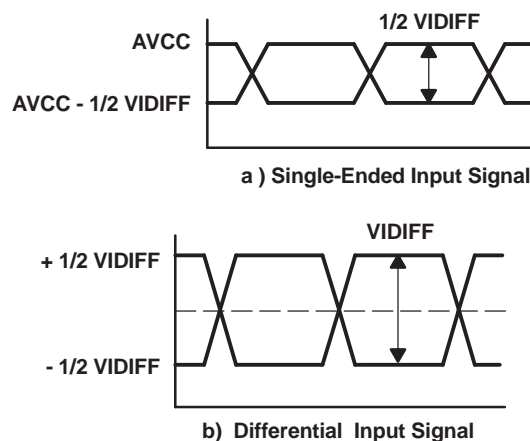 1/2 VIDIFF
AVCC
AVCC - 1/2 VIDIFF
a ) Single-Ended Input Signal
VIDIFF
+ 1/2 VIDIFF
- 1/2 VIDIFF
b) Differential Input Signal